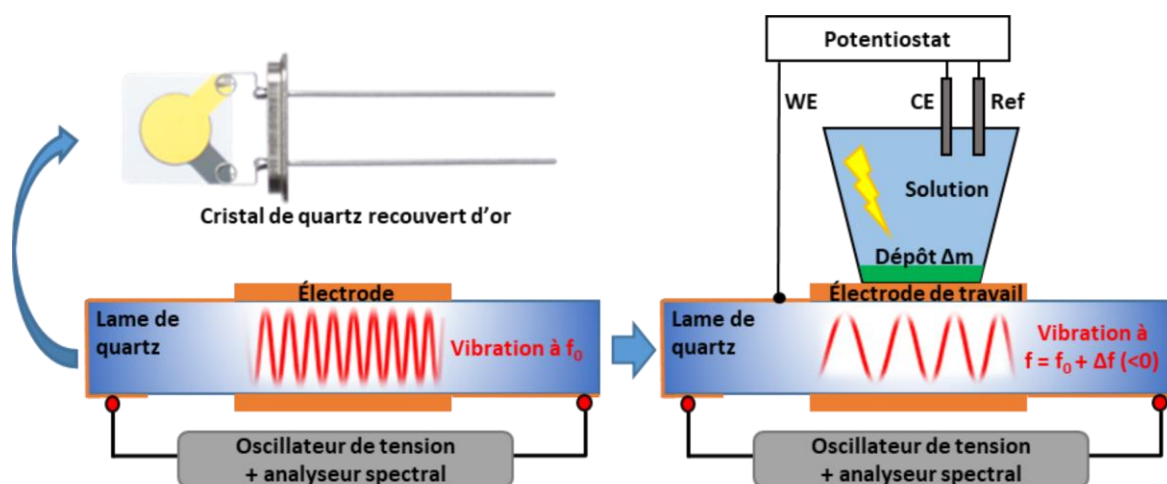 Potentiostat
WE
CE
Ref
Solution
Dépôt Δm
Cristal de quartz recouvert d'or
Électrode
Lame de
quartz
Vibration à f₀
Oscillateur de tension
+ analyseur spectral
Électrode de travail
Lame de
quartz
Vibration à
f = f₀ + Δf (<0)
Oscillateur de tension
+ analyseur spectral